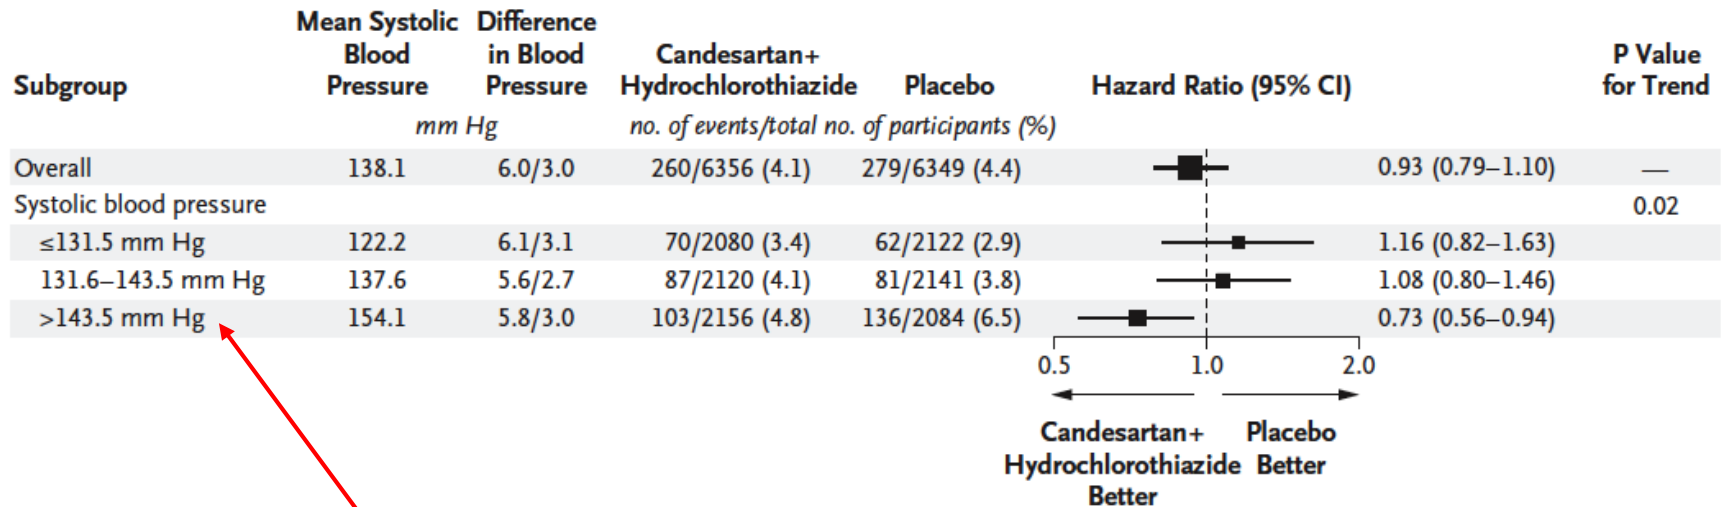 Mean Systolic Difference
Blood in Blood Candesartan+ P Value
Subgroup Pressure Pressure Hydrochlorothiazide Placebo Hazard Ratio (95% CI) for Trend
mm Hg no. of events/total no. of participants (%)
Overall 138.1 6.0/3.0 260/6356 (4.1) 279/6349 (4.4) 0.93 (0.79–1.10) —
Systolic blood pressure 0.02
≤131.5 mm Hg 122.2 6.1/3.1 70/2080 (3.4) 62/2122 (2.9) 1.16 (0.82–1.63)
131.6–143.5 mm Hg 137.6 5.6/2.7 87/2120 (4.1) 81/2141 (3.8) 1.08 (0.80–1.46)
>143.5 mm Hg 154.1 5.8/3.0 103/2156 (4.8) 136/2084 (6.5) 0.73 (0.56–0.94)
0.5 1.0 2.0
Candesartan+ Placebo
Hydrochlorothiazide Better
Better